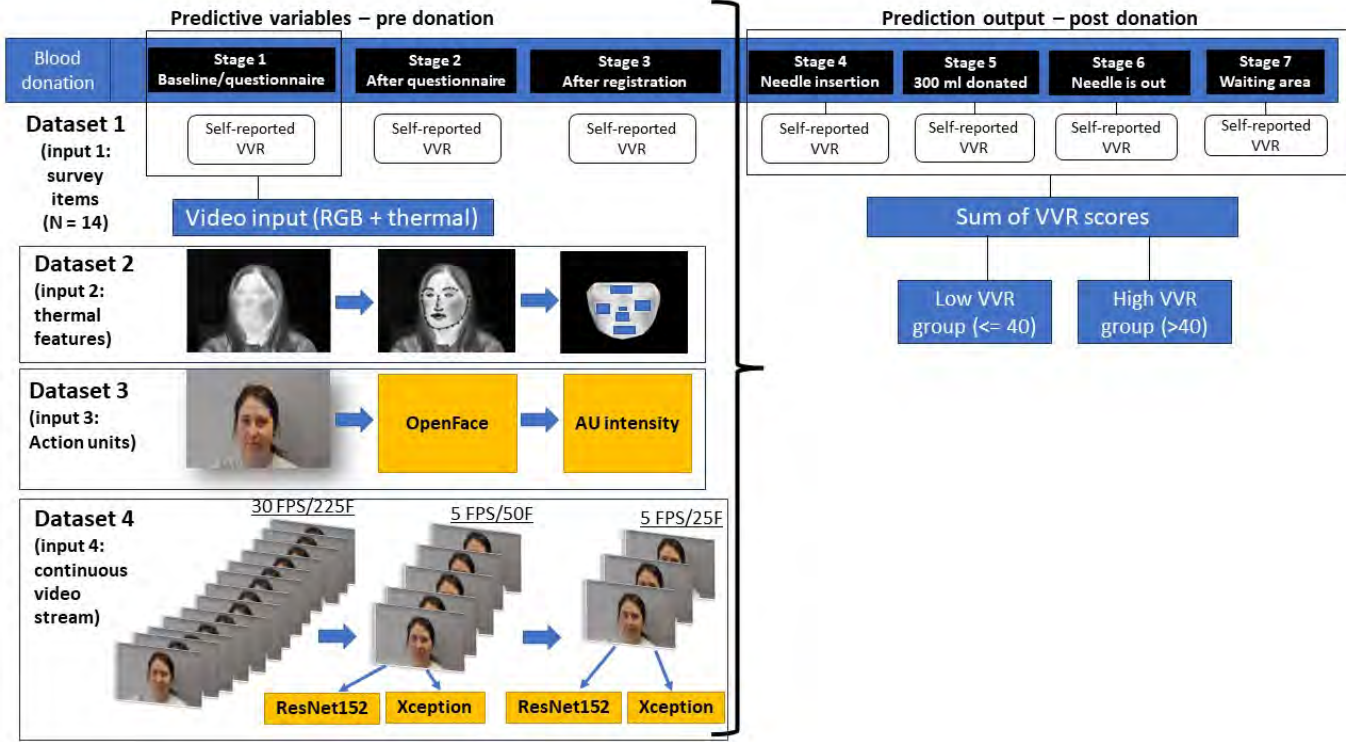 Predictive variables – pre donation
Prediction output – post donation
Blood
donation
Stage 1
Baseline/questionnaire
Stage 2
After questionnaire
Stage 3
After registration
Stage 4
Needle insertion
Stage 5
300 ml donated
Stage 6
Needle is out
Stage 7
Waiting area
Dataset 1
(input 1:
survey
items
(N = 14)
Self-reported
VVR
Self-reported
VVR
Self-reported
VVR
Self-reported
VVR
Self-reported
VVR
Self-reported
VVR
Self-reported
VVR
Video input (RGB + thermal)
Sum of VVR scores
Low VVR
group (<= 40)
High VVR
group (>40)
Dataset 2
(input 2:
thermal
features)
Dataset 3
(input 3:
Action units)
OpenFace
AU intensity
Dataset 4
(input 4:
continuous
video
stream)
30 FPS/225F
5 FPS/50F
5 FPS/25F
ResNet152
Xception
ResNet152
Xception